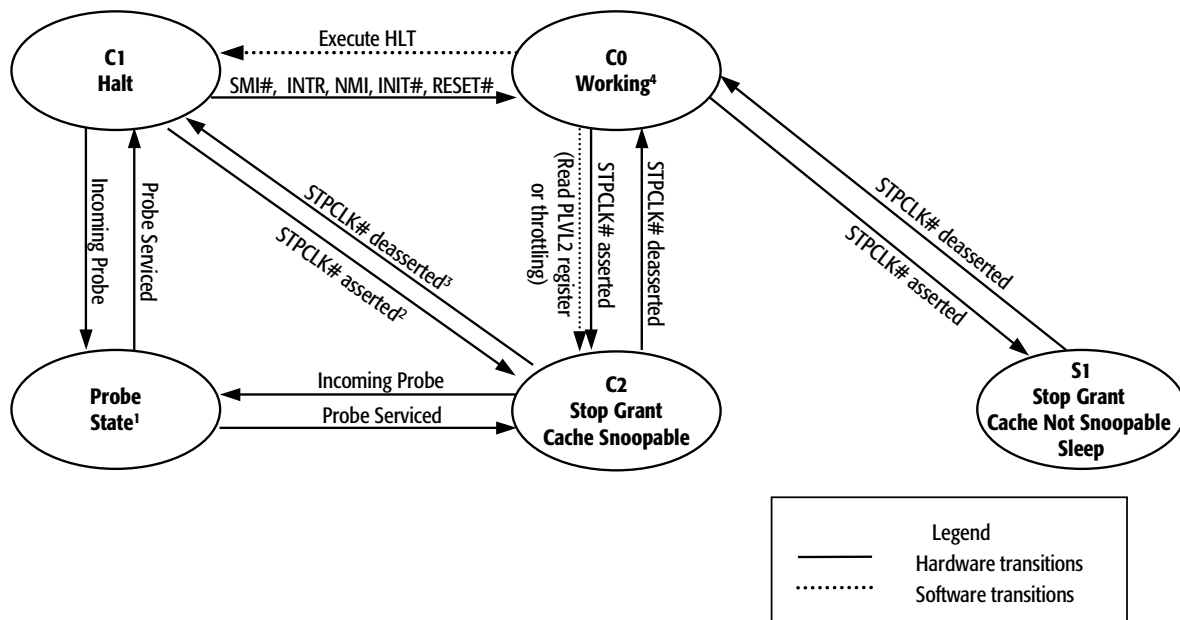 C1
Halt
Execute HLT
SMI#, INTR, NMI, INIT#, RESET#
C0
Working⁴
Incoming Probe
Probe Serviced
STPCLK# deasserted³
STPCLK# asserted²
(Read PLVL2 register
or throttling)
STPCLK# asserted
STPCLK# deasserted
STPCLK# deasserted
STPCLK# asserted
Probe
State¹
Incoming Probe
Probe Serviced
C2
Stop Grant
Cache Snoopable
S1
Stop Grant
Cache Not Snoopable
Sleep
Legend
Hardware transitions
Software transitions